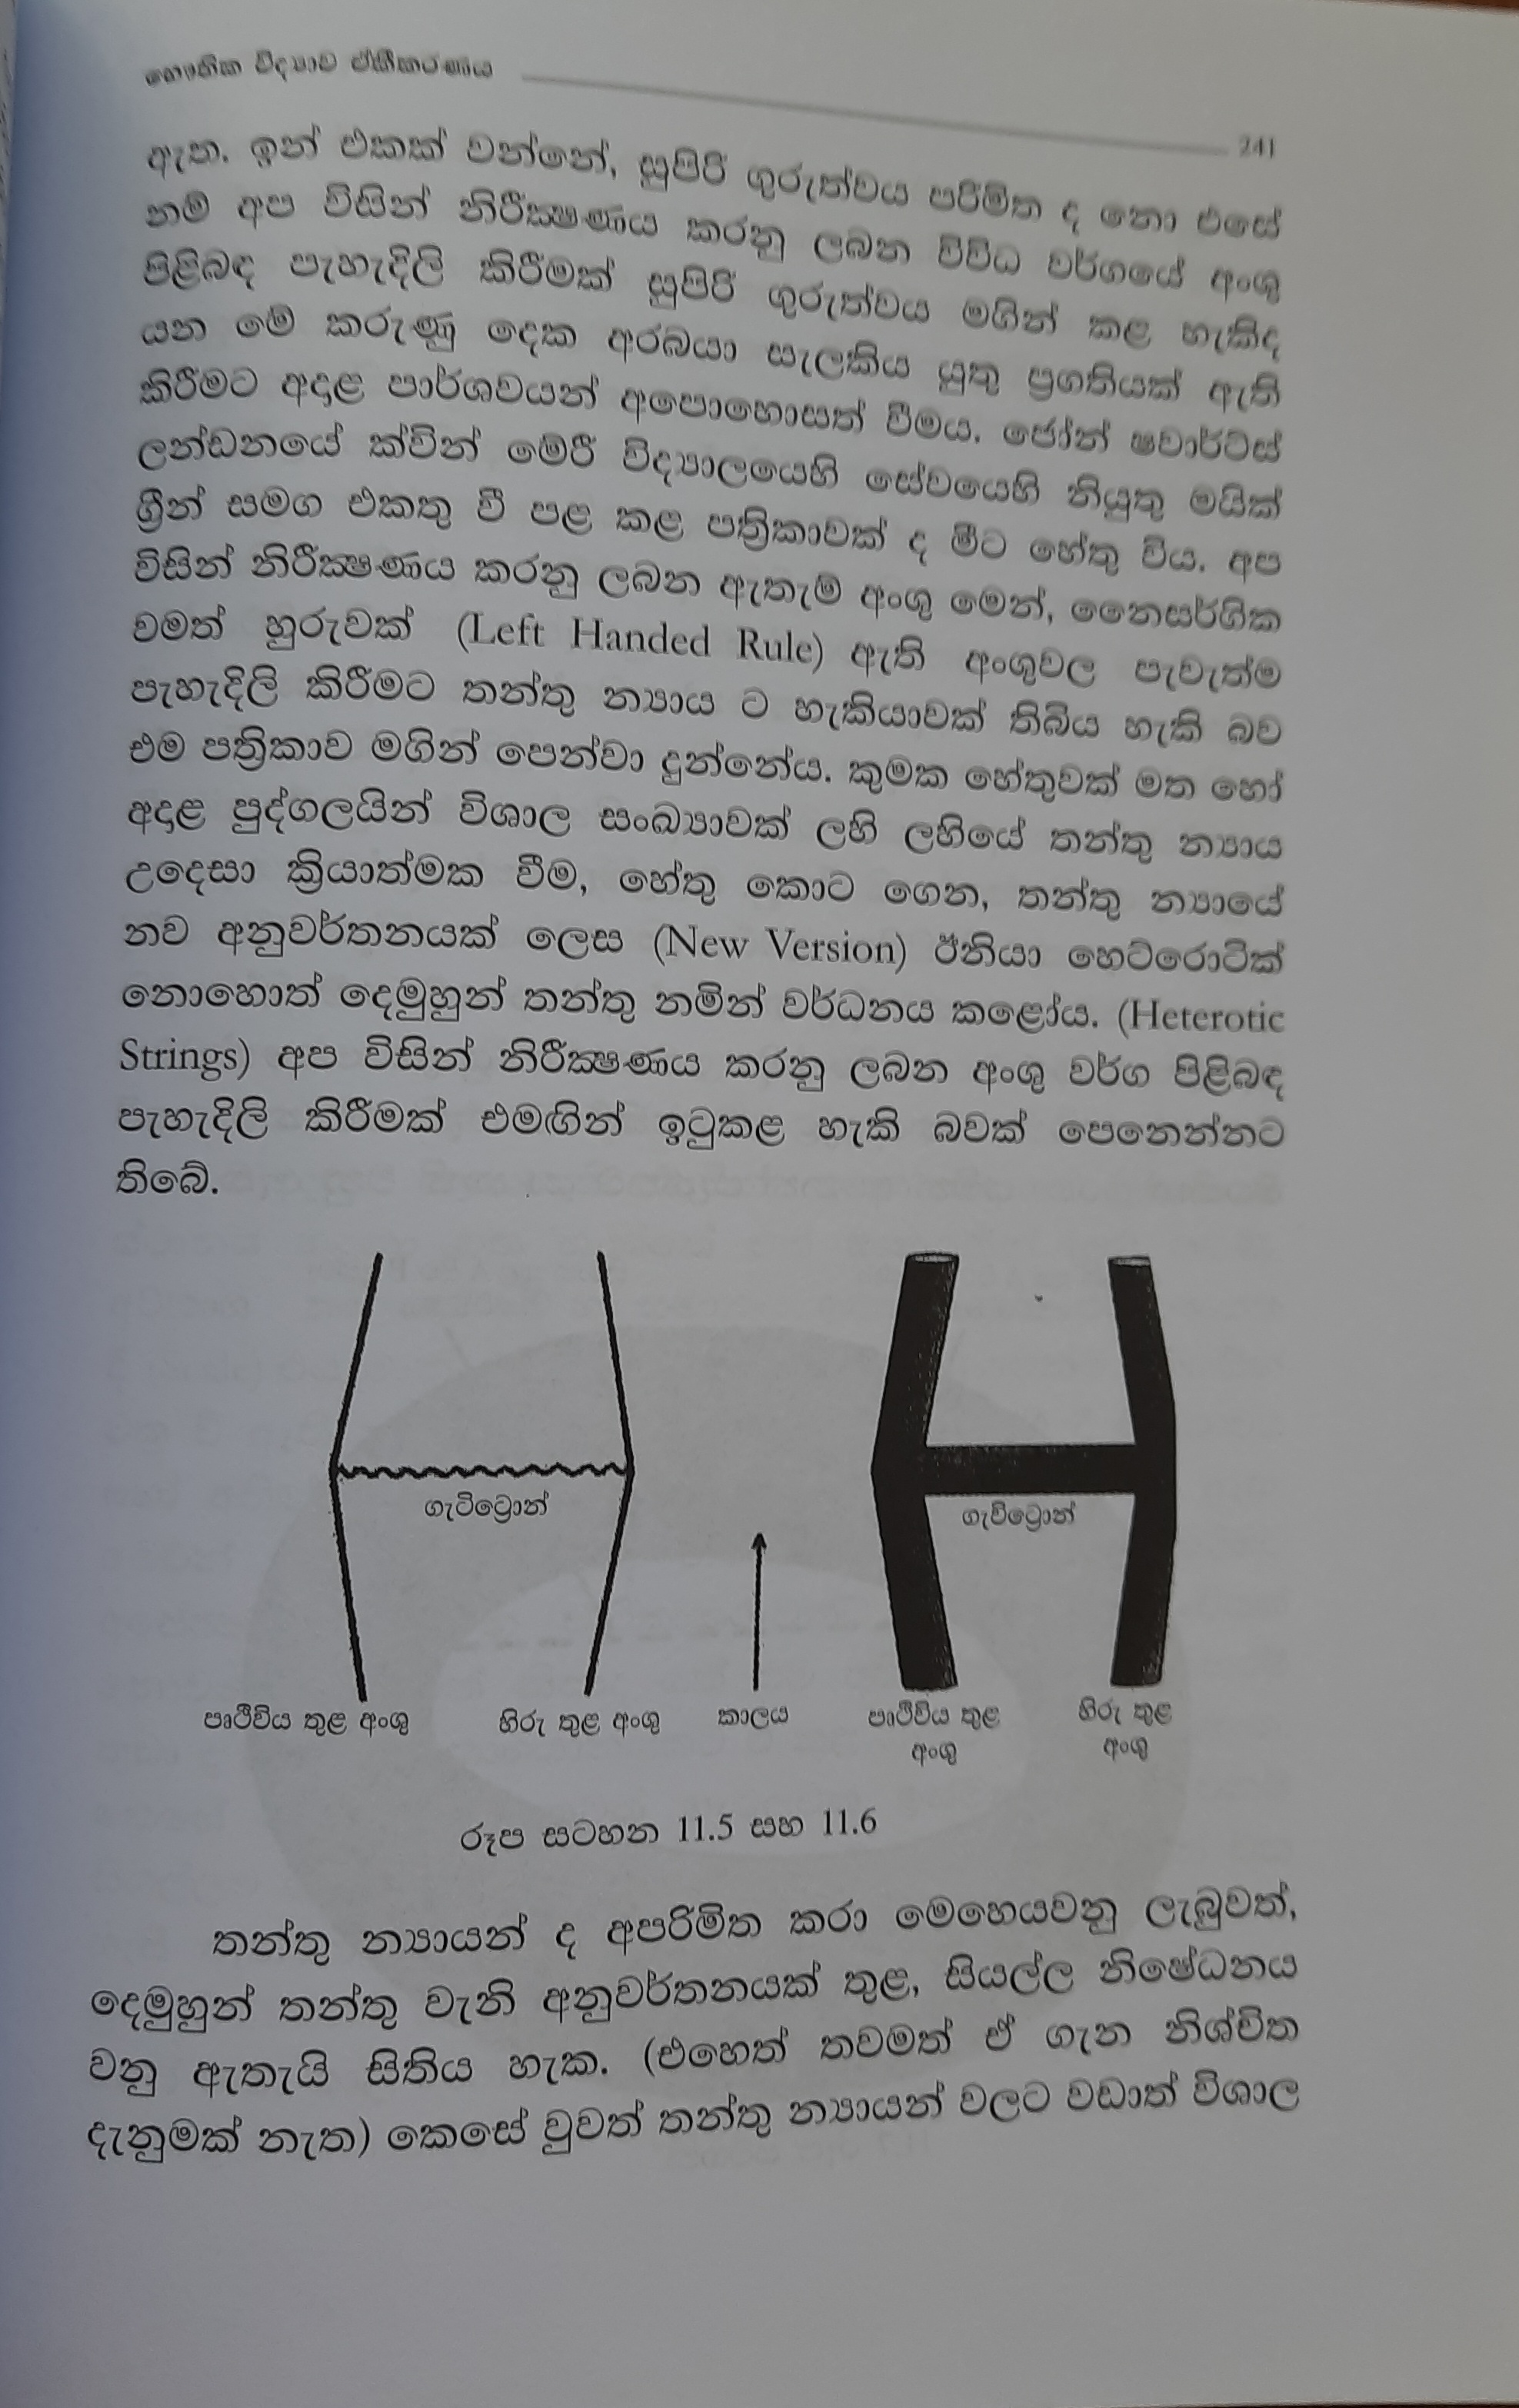 භෞතික විද්‍යාව ඒකීකරණය
241
ඇත. ඉන් එකක් වන්නේ, සුපිරි ගුරුත්වය පරිමිත ද නො එසේ
නම් අප විසින් නිරීක්‍ෂණය කරනු ලබන විවිධ වර්ගයේ අංශු
පිළිබඳ පැහැදිලි කිරීමක් සුපිරි ගුරුත්වය මගින් කළ හැකිද
යන මේ කරුණු දෙක අරබයා සැලකිය යුතු ප්‍රගතියක් ඇති
කිරීමට අදාළ පාර්ශවයන් අපොහොසත් වීමය. ජෝන් ෂවාර්ට්ස්
ලන්ඩනයේ ක්වින් මේරි විද්‍යාලයෙහි සේවයෙහි නියුතු මයික්
ග්‍රීන් සමග එකතු වී පළ කළ පත්‍රිකාවක් ද මීට හේතු විය. අප
විසින් නිරීක්‍ෂණය කරනු ලබන ඇතැම් අංශු මෙන්, නෛසර්ගික
වමත් හුරුවක් (Left Handed Rule) ඇති අංශුවල පැවැත්ම
පැහැදිලි කිරීමට තන්තු න්‍යාය ට හැකියාවක් තිබිය හැකි බව
එම පත්‍රිකාව මගින් පෙන්වා දුන්නේය. කුමක හේතුවක් මත හෝ
අදාළ පුද්ගලයින් විශාල සංඛ්‍යාවක් ලහි ලහියේ තන්තු න්‍යාය
උදෙසා ක්‍රියාත්මක වීම, හේතු කොට ගෙන, තන්තු න්‍යායේ
නව අනුවර්තනයක් ලෙස (New Version) ඊනියා හෙට්රොටික්
නොහොත් දෙමුහුන් තන්තු නමින් වර්ධනය කළෝය. (Heterotic
Strings) අප විසින් නිරීක්‍ෂණය කරනු ලබන අංශු වර්ග පිළිබඳ
පැහැදිලි කිරීමක් එමඟින් ඉටුකළ හැකි බවක් පෙනෙන්නට
තිබේ.
ගැටිට්‍රොන්
ගැවිට්‍රොන්
පෘථිවිය තුළ අංශු
හිරු තුළ අංශු
කාලය
පෘථිවිය තුළ
අංශු
හිරු තුළ
අංශු
රූප සටහන 11.5 සහ 11.6
තන්තු න්‍යායන් ද අපරිමිත කරා මෙහෙයවනු ලැබුවත්,
දෙමුහුන් තන්තු වැනි අනුවර්තනයක් තුළ, සියල්ල නිෂේධනය
වනු ඇතැයි සිතිය හැක. (එහෙත් තවමත් ඒ ගැන නිශ්චිත
දැනුමක් නැත) කෙසේ වුවත් තන්තු න්‍යායන් වලට වඩාත් විශාල